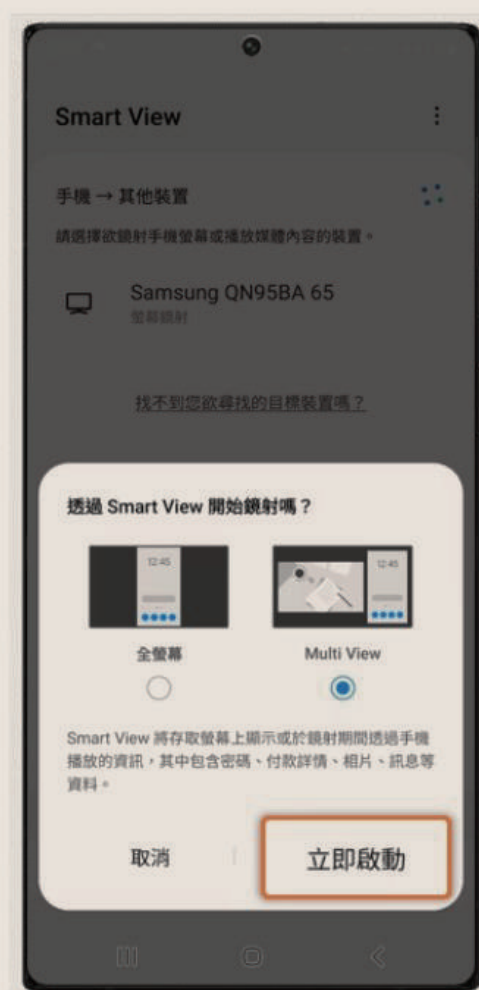 Smart View
手機 → 其他裝置
請選擇欲鏡射手機螢幕或播放媒體內容的裝置。
Samsung QN95BA 65
螢幕鏡射
找不到您欲尋找的目標裝置嗎？
透過 Smart View 開始鏡射嗎？
12:45
12:45
全螢幕
Multi View
Smart View 將存取螢幕上顯示或於鏡射期間透過手機
播放的資訊，其中包含密碼、付款詳情、相片、訊息等
資料。
取消
立即啟動